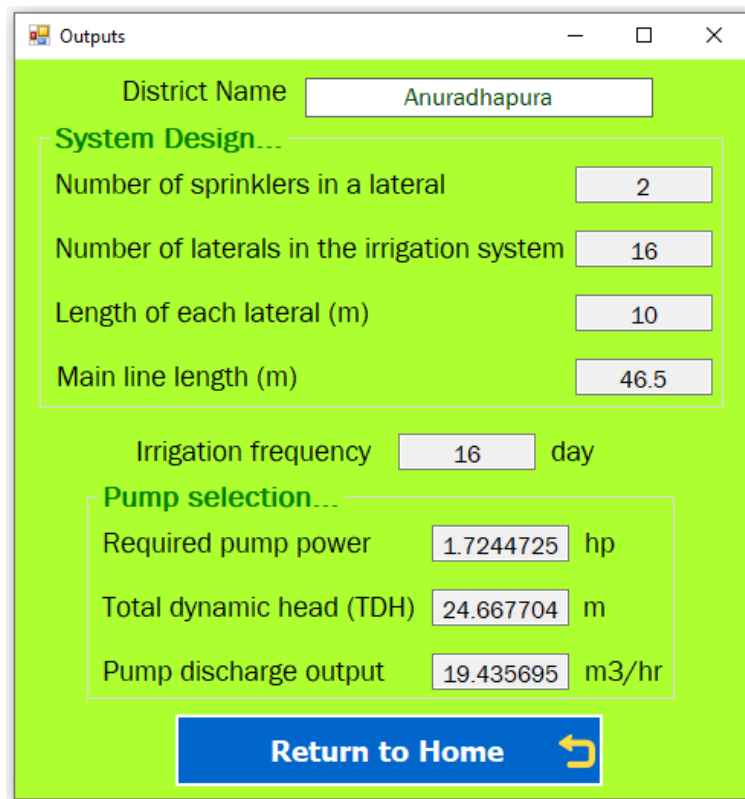 Outputs
District Name Anuradhapura
System Design...
Number of sprinklers in a lateral 2
Number of laterals in the irrigation system 16
Length of each lateral (m) 10
Main line length (m) 46.5
Irrigation frequency 16 day
Pump selection...
Required pump power 1.7244725 hp
Total dynamic head (TDH) 24.667704 m
Pump discharge output 19.435695 m3/hr
Return to Home